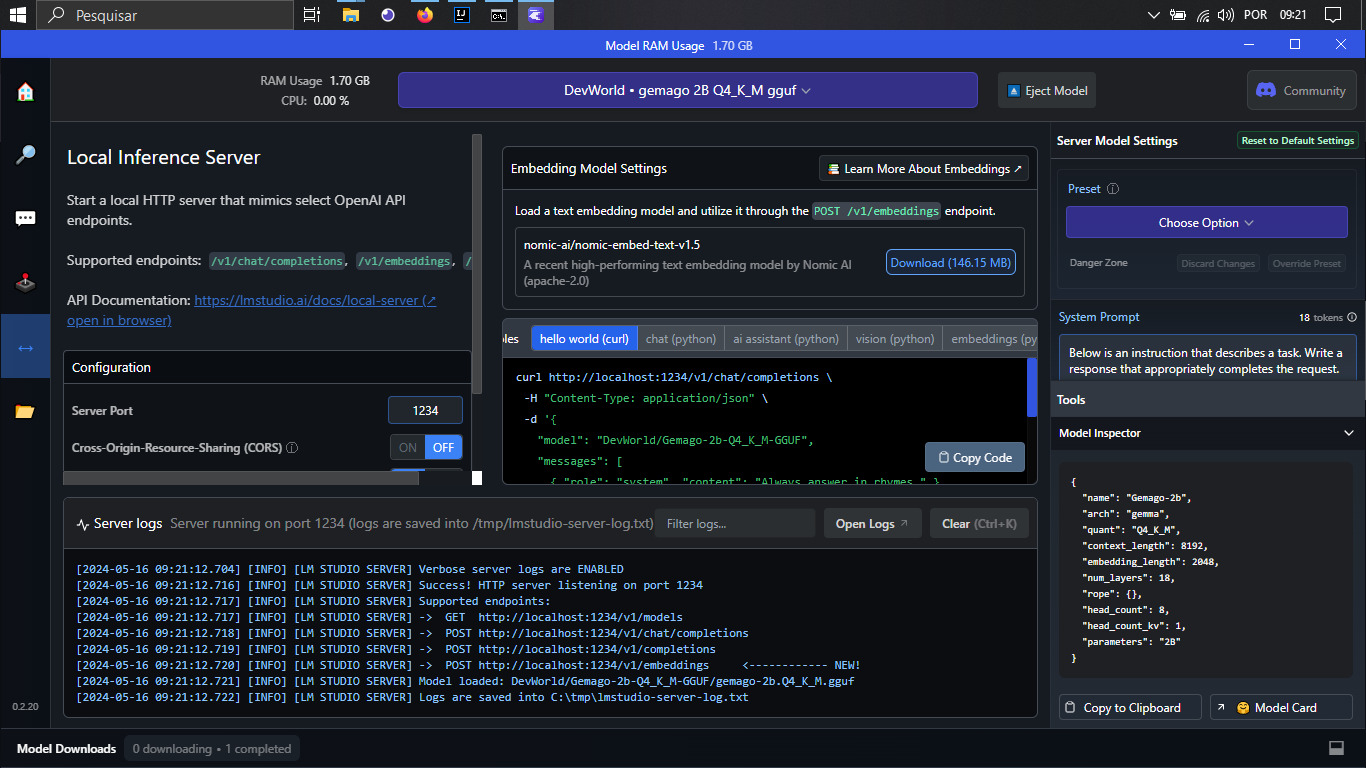 Pesquisar
POR
09:21
Model RAM Usage 1.70 GB
RAM Usage 1.70 GB
CPU: 0.00 %
DevWorld • gemago 2B Q4_K_M gguf
Eject Model
Community
Local Inference Server
Start a local HTTP server that mimics select OpenAI API
endpoints.
Supported endpoints: /v1/chat/completions, /v1/embeddings, /
API Documentation: https://lmstudio.ai/docs/local-server (↗
open in browser)
Configuration
Server Port 1234
Cross-Origin-Resource-Sharing (CORS) ⓘ ON OFF
Embedding Model Settings
Learn More About Embeddings ↗
Load a text embedding model and utilize it through the POST /v1/embeddings endpoint.
nomic-ai/nomic-embed-text-v1.5
A recent high-performing text embedding model by Nomic AI
(apache-2.0)
Download (146.15 MB)
les hello world (curl) chat (python) ai assistant (python) vision (python) embeddings (py
curl http://localhost:1234/v1/chat/completions \
-H "Content-Type: application/json" \
-d '{
"model": "DevWorld/Gemago-2b-Q4_K_M-GGUF",
"messages": [
{ "role": "system", "content": "Always answer in rhymes." },
Copy Code
Server logs Server running on port 1234 (logs are saved into /tmp/lmstudio-server-log.txt)
Filter logs...
Open Logs ↗
Clear (Ctrl+K)
[2024-05-16 09:21:12.704] [INFO] [LM STUDIO SERVER] Verbose server logs are ENABLED
[2024-05-16 09:21:12.716] [INFO] [LM STUDIO SERVER] Success! HTTP server listening on port 1234
[2024-05-16 09:21:12.717] [INFO] [LM STUDIO SERVER] Supported endpoints:
[2024-05-16 09:21:12.717] [INFO] [LM STUDIO SERVER] -> GET http://localhost:1234/v1/models
[2024-05-16 09:21:12.718] [INFO] [LM STUDIO SERVER] -> POST http://localhost:1234/v1/chat/completions
[2024-05-16 09:21:12.719] [INFO] [LM STUDIO SERVER] -> POST http://localhost:1234/v1/completions
[2024-05-16 09:21:12.720] [INFO] [LM STUDIO SERVER] -> POST http://localhost:1234/v1/embeddings <------------ NEW!
[2024-05-16 09:21:12.721] [INFO] [LM STUDIO SERVER] Model loaded: DevWorld/Gemago-2b-Q4_K_M-GGUF/gemago-2b.Q4_K_M.gguf
[2024-05-16 09:21:12.722] [INFO] [LM STUDIO SERVER] Logs are saved into C:\tmp\lmstudio-server-log.txt
Server Model Settings
Reset to Default Settings
Preset ⓘ
Choose Option
Danger Zone
Discard Changes
Override Preset
System Prompt
18 tokens ⓘ
Below is an instruction that describes a task. Write a
response that appropriately completes the request.
Tools
Model Inspector
{
"name": "Gemago-2b",
"arch": "gemma",
"quant": "Q4_K_M",
"context_length": 8192,
"embedding_length": 2048,
"num_layers": 18,
"rope": {},
"head_count": 8,
"head_count_kv": 1,
"parameters": "2B"
}
Copy to Clipboard
↗ 🤗 Model Card
0.2.20
Model Downloads 0 downloading • 1 completed